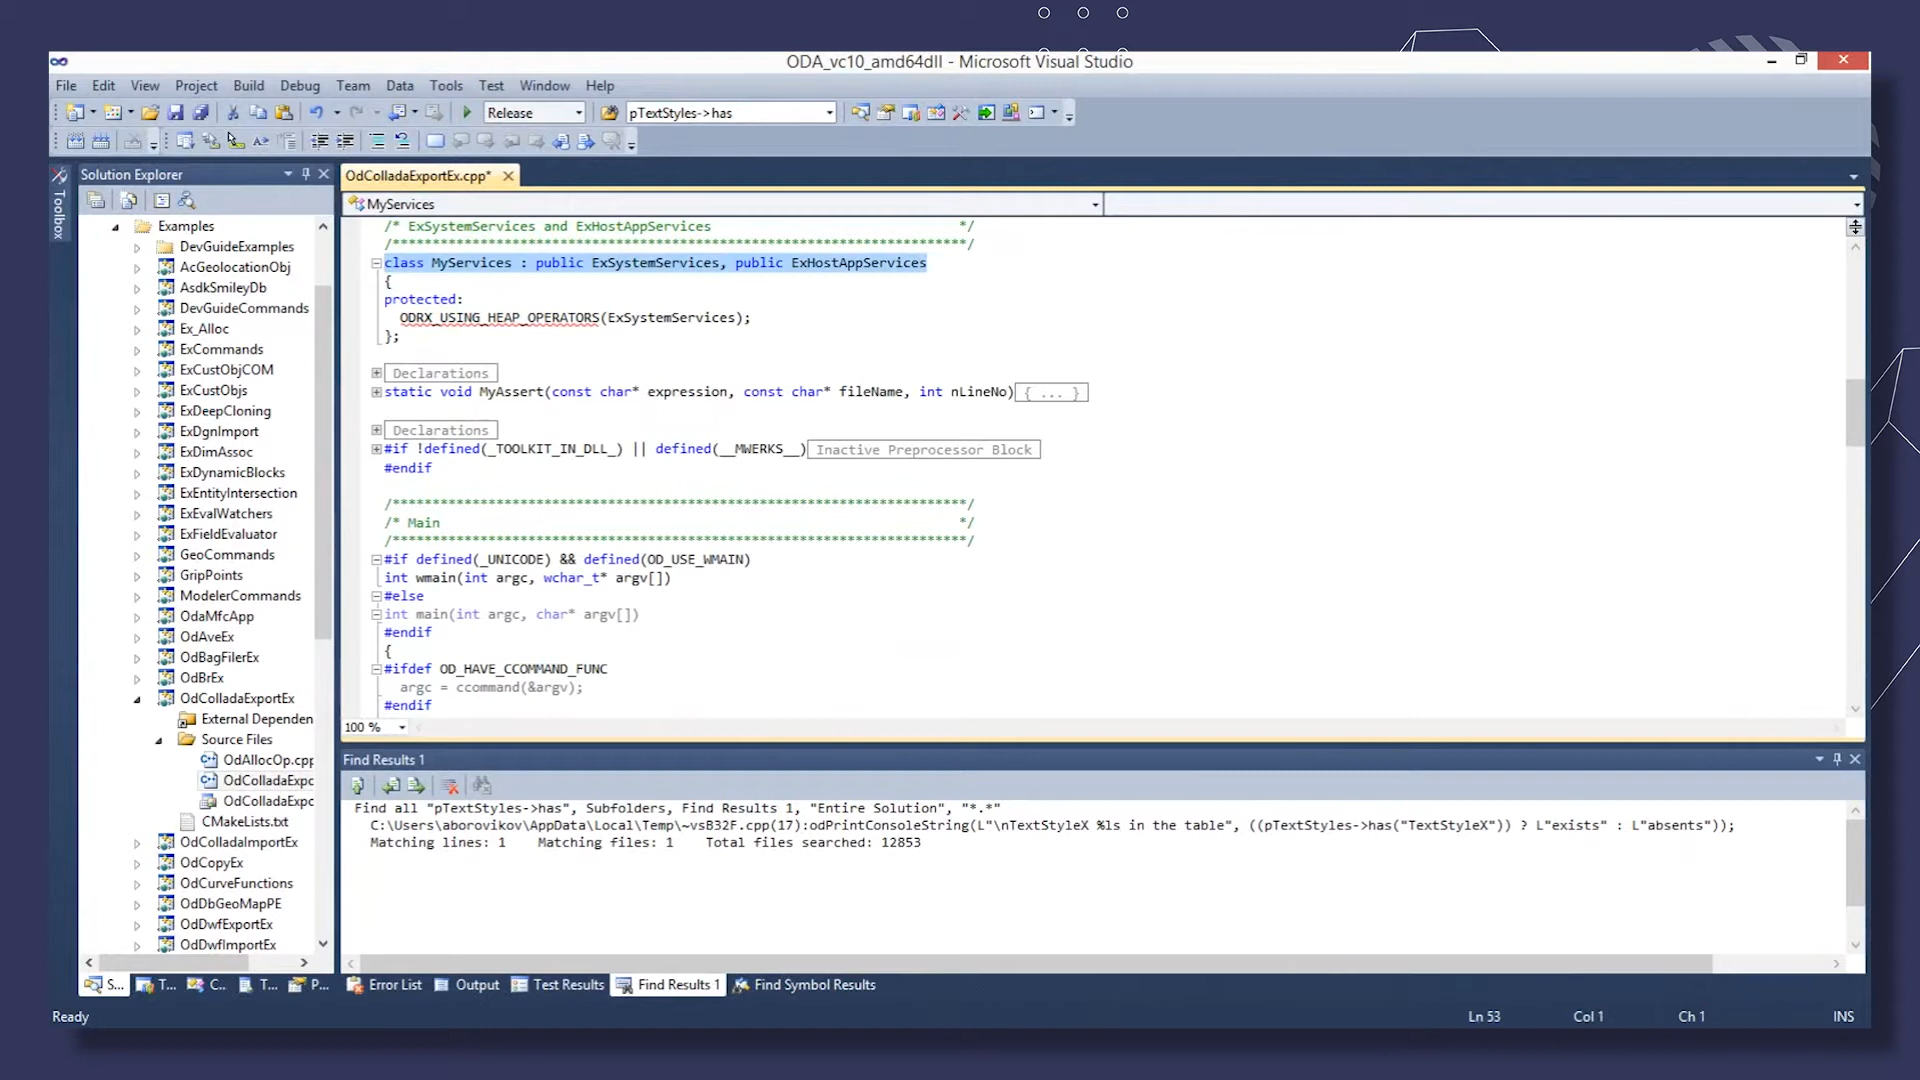 ODA_vc10_amd64dll - Microsoft Visual Studio
File Edit View Project Build Debug Team Data Tools Test Window Help
Release pTextStyles->has
Solution Explorer
Toolbox
Examples
DevGuideExamples
AcGeolocationObj
AsdkSmileyDb
DevGuideCommands
Ex_Alloc
ExCommands
ExCustObjCOM
ExCustObjs
ExDeepCloning
ExDgnImport
ExDimAssoc
ExDynamicBlocks
ExEntityIntersection
ExEvalWatchers
ExFieldEvaluator
GeoCommands
GripPoints
ModelerCommands
OdaMfcApp
OdAveEx
OdBagFilerEx
OdBrEx
OdColladaExportEx
External Dependen
Source Files
OdAllocOp.cpp
OdColladaExpo
OdColladaExpo
CMakeLists.txt
OdColladaImportEx
OdCopyEx
OdCurveFunctions
OdDbGeoMapPE
OdDwfExportEx
OdDwfImportEx
S... T... C... T... P...
OdColladaExportEx.cpp*
MyServices
/* ExSystemServices and ExHostAppServices */
/************************************************************************/
class MyServices : public ExSystemServices, public ExHostAppServices
{
protected:
ODRX_USING_HEAP_OPERATORS(ExSystemServices);
};
Declarations
static void MyAssert(const char* expression, const char* fileName, int nLineNo) { ... }
Declarations
#if !defined(_TOOLKIT_IN_DLL_) || defined(__MWERKS__) Inactive Preprocessor Block
#endif
/************************************************************************/
/* Main */
/************************************************************************/
#if defined(_UNICODE) && defined(OD_USE_WMAIN)
int wmain(int argc, wchar_t* argv[])
#else
int main(int argc, char* argv[])
#endif
{
#ifdef OD_HAVE_CCOMMAND_FUNC
argc = ccommand(&argv);
#endif
100 %
Find Results 1
Find all "pTextStyles->has", Subfolders, Find Results 1, "Entire Solution", "*.*"
C:\Users\aborovikov\AppData\Local\Temp\~vsB32F.cpp(17):odPrintConsoleString(L"\nTextStyleX %ls in the table", ((pTextStyles->has("TextStyleX")) ? L"exists" : L"absents"));
Matching lines: 1 Matching files: 1 Total files searched: 12853
Error List Output Test Results Find Results 1 Find Symbol Results
Ready Ln 53 Col 1 Ch 1 INS